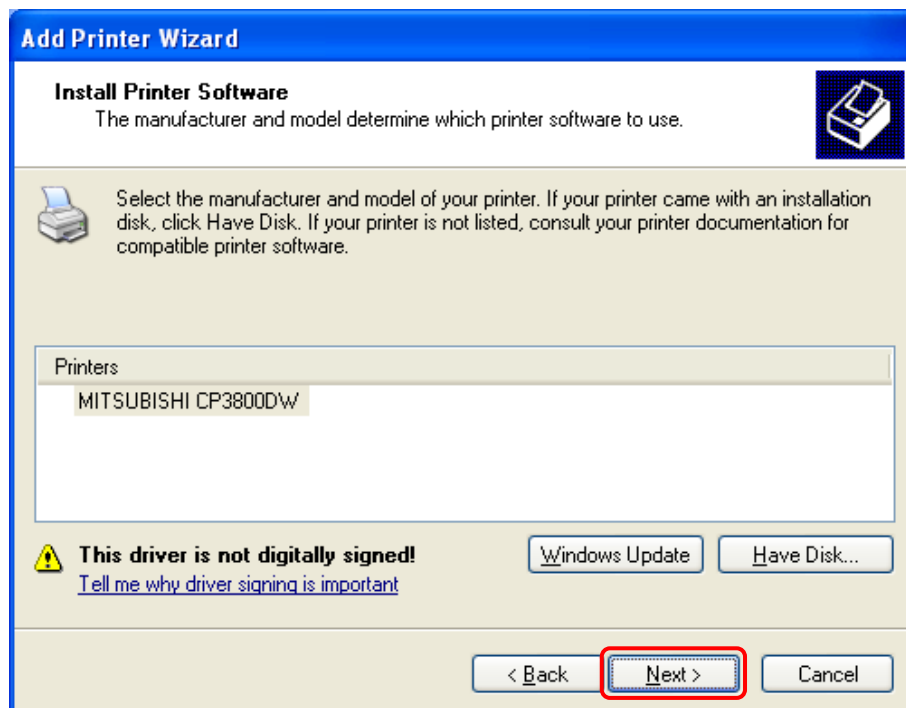 Add Printer Wizard
Install Printer Software
The manufacturer and model determine which printer software to use.
Select the manufacturer and model of your printer. If your printer came with an installation
disk, click Have Disk. If your printer is not listed, consult your printer documentation for
compatible printer software.
Printers
MITSUBISHI CP3800DW
This driver is not digitally signed!
Windows Update
Have Disk...
Tell me why driver signing is important
< Back
Next >
Cancel